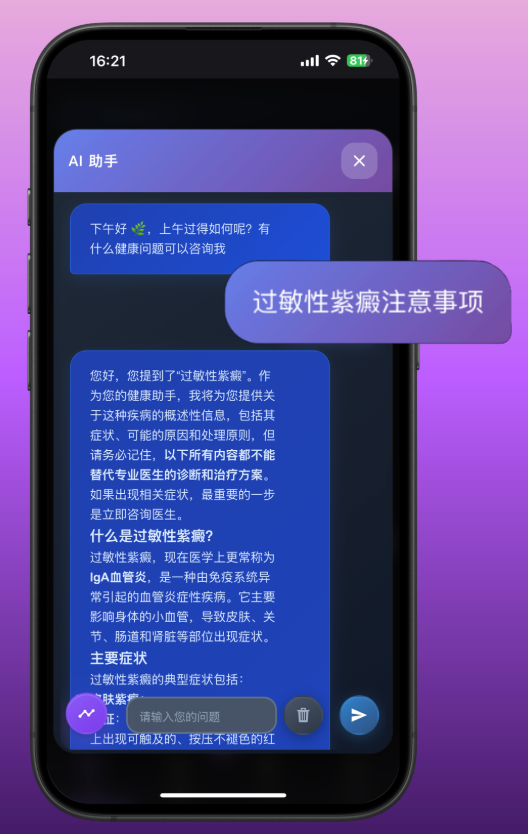 16:21
81
AI 助手
下午好 🌿，上午过得如何呢？有
什么健康问题可以咨询我
过敏性紫癜注意事项
您好，您提到了“过敏性紫癜”。作
为您的健康助手，我将为您提供关
于这种疾病的概述性信息，包括其
症状、可能的原因和处理原则，但
请务必记住，以下所有内容都不能
替代专业医生的诊断和治疗方案。
如果出现相关症状，最重要的一步
是立即咨询医生。
什么是过敏性紫癜？
过敏性紫癜，现在医学上更常称为
IgA血管炎，是一种由免疫系统异
常引起的血管炎症性疾病。它主要
影响身体的小血管，导致皮肤、关
节、肠道和肾脏等部位出现症状。
主要症状
过敏性紫癜的典型症状包括：
肤紫
请输入您的问题
上出现可触及的、按压不褪色的红